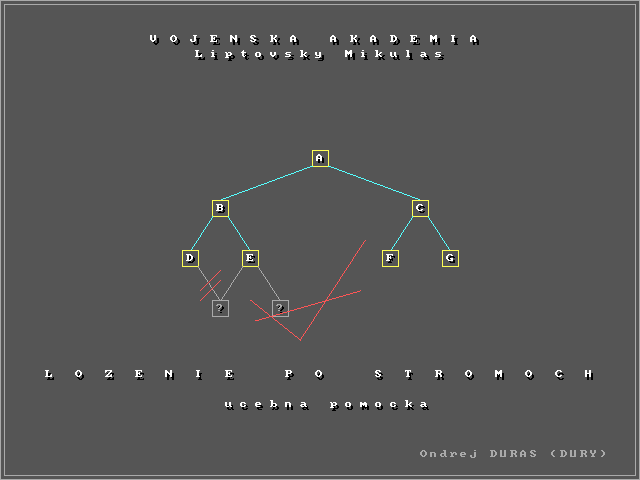 VOJENSKA AKADEMIA
Liptovsky Mikulas
A
B C
D E F G
? ?
LOZENIE PO STROMOCH
ucebna pomocka
Ondrej DURAS (DURY)